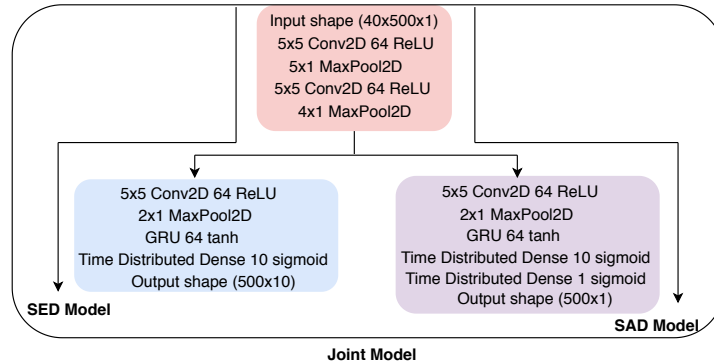 Input shape (40x500x1)
5x5 Conv2D 64 ReLU
5x1 MaxPool2D
5x5 Conv2D 64 ReLU
4x1 MaxPool2D
5x5 Conv2D 64 ReLU
2x1 MaxPool2D
GRU 64 tanh
Time Distributed Dense 10 sigmoid
Output shape (500x10)
5x5 Conv2D 64 ReLU
2x1 MaxPool2D
GRU 64 tanh
Time Distributed Dense 10 sigmoid
Time Distributed Dense 1 sigmoid
Output shape (500x1)
SED Model
SAD Model
Joint Model